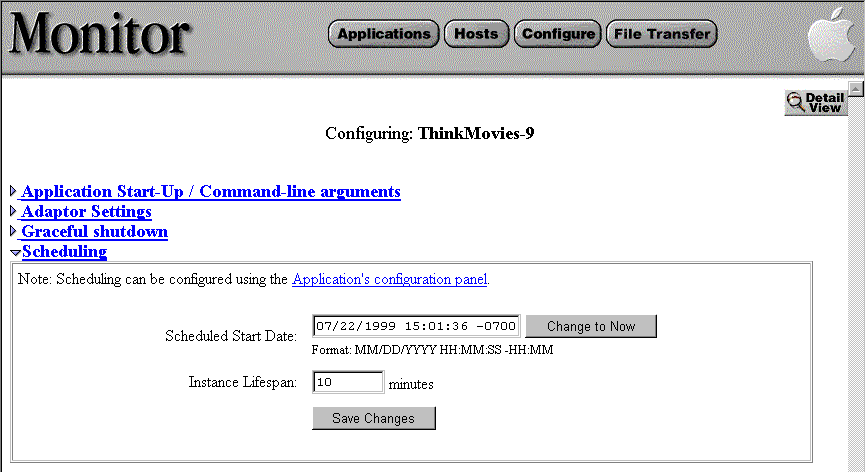 Monitor
Applications Hosts Configure File Transfer
Detail
View
Configuring: ThinkMovies-9
Application Start-Up / Command-line arguments
Adaptor Settings
Graceful shutdown
Scheduling
Note: Scheduling can be configured using the Application's configuration panel.
Scheduled Start Date: 07/22/1999 15:01:36 -0700 Change to Now
Format: MM/DD/YYYY HH:MM:SS -HH:MM
Instance Lifespan: 10 minutes
Save Changes